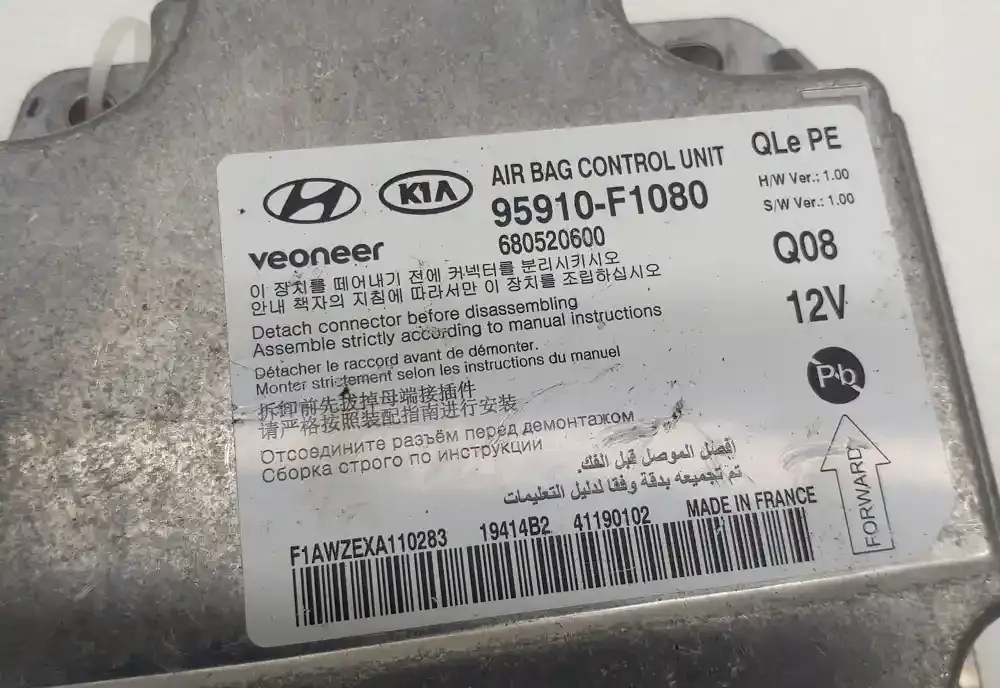 KIA
AIR BAG CONTROL UNIT
QLe PE
95910-F1080
H/W Ver.: 1.00
S/W Ver.: 1.00
veoneer
680520600
Q08
이 장치를 떼어내기 전에 커넥터를 분리시키시오
안내 책자의 지침에 따라서만 이 장치를 조립하십시오
12V
Detach connector before disassembling
Assemble strictly according to manual instructions
Détacher le raccord avant de démonter.
Monter strictement selon les instructions du manuel
Pb
拆卸前先拔掉母端接插件
请严格按照装配指南进行安装
Отсоедините разъём перед демонтажом
Сборка строго по инструкции
إفصل الموصل قبل الفك.
تم تجميعه بدقة وفقا لدليل التعليمات
FORWARD
F1AWZEXA110283 19414B2 41190102 MADE IN FRANCE